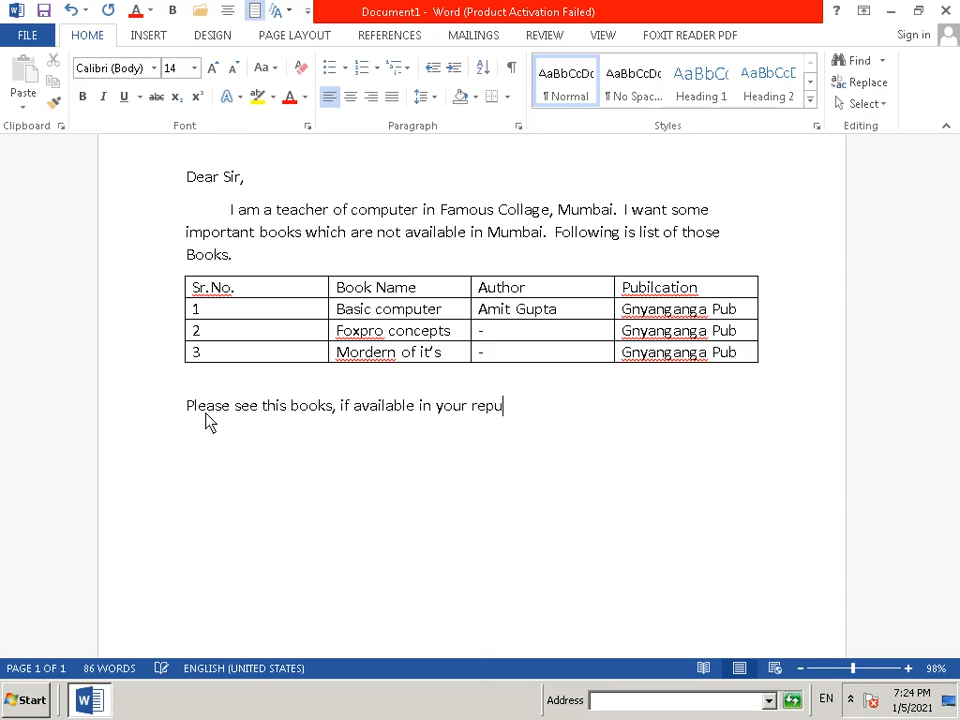 Document1 - Word (Product Activation Failed)
? 
Sign in
FILE HOME INSERT DESIGN PAGE LAYOUT REFERENCES MAILINGS REVIEW VIEW FOXIT READER PDF
Paste
Calibri (Body) 14
Aa
B I U abc X₂ X²
AaBbCcDc AaBbCcDc AaBbC AaBbCcD
¶ Normal ¶ No Spac... Heading 1 Heading 2
Find
Replace
Select
Clipboard Font Paragraph Styles Editing
Dear Sir,
I am a teacher of computer in Famous Collage, Mumbai. I want some
important books which are not available in Mumbai. Following is list of those
Books.
Sr.No. Book Name Author Pubilcation
1 Basic computer Amit Gupta Gnyanganga Pub
2 Foxpro concepts - Gnyanganga Pub
3 Mordern of it's - Gnyanganga Pub
Please see this books, if available in your repu
PAGE 1 OF 1 86 WORDS ENGLISH (UNITED STATES) 98%
Start Address EN 7:24 PM
1/5/2021